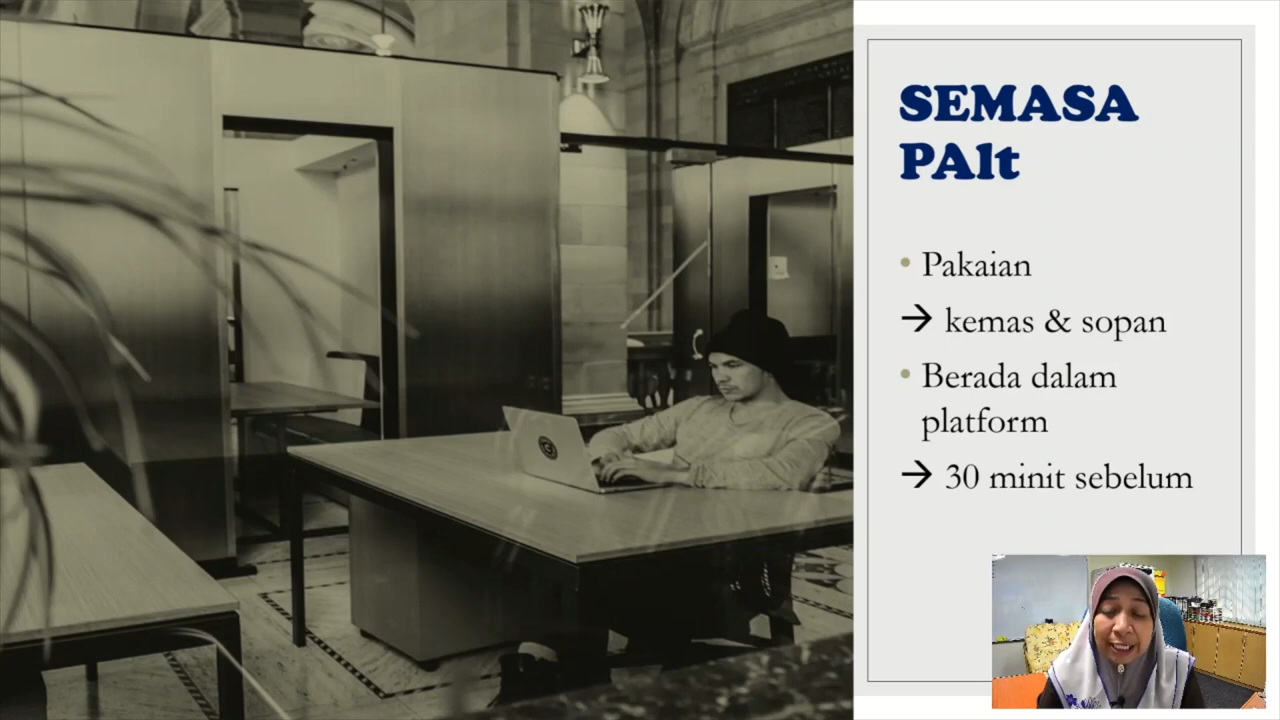 SEMASA
PAlt
• Pakaian
→ kemas & sopan
• Berada dalam
platform
→ 30 minit sebelum